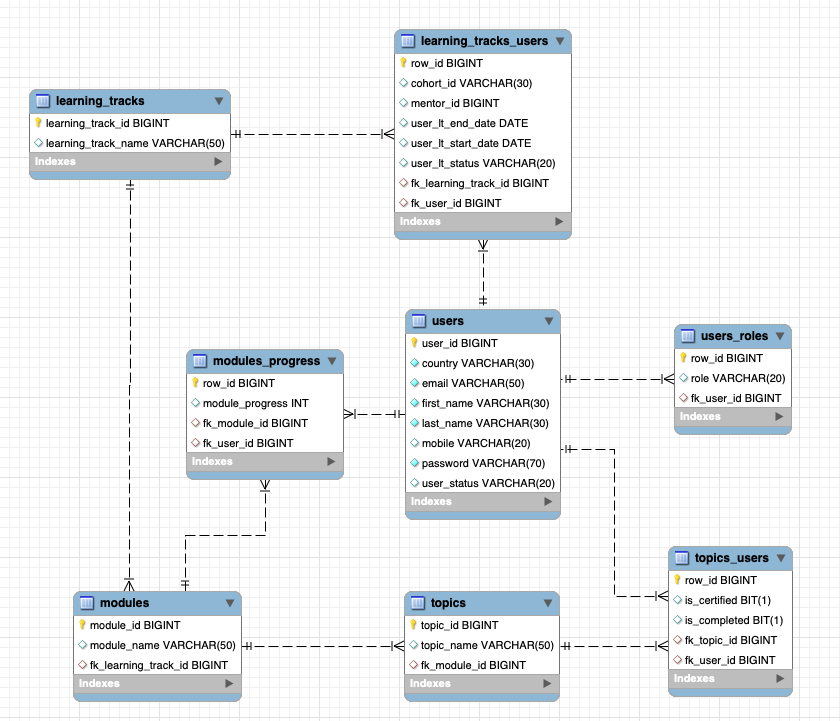 learning_tracks_users
row_id BIGINT
cohort_id VARCHAR(30)
mentor_id BIGINT
user_lt_end_date DATE
user_lt_start_date DATE
user_lt_status VARCHAR(20)
fk_learning_track_id BIGINT
fk_user_id BIGINT
Indexes
learning_tracks
learning_track_id BIGINT
learning_track_name VARCHAR(50)
Indexes
users
user_id BIGINT
country VARCHAR(30)
email VARCHAR(50)
first_name VARCHAR(30)
last_name VARCHAR(30)
mobile VARCHAR(20)
password VARCHAR(70)
user_status VARCHAR(20)
Indexes
users_roles
row_id BIGINT
role VARCHAR(20)
fk_user_id BIGINT
Indexes
modules_progress
row_id BIGINT
module_progress INT
fk_module_id BIGINT
fk_user_id BIGINT
Indexes
topics_users
row_id BIGINT
is_certified BIT(1)
is_completed BIT(1)
fk_topic_id BIGINT
fk_user_id BIGINT
Indexes
modules
module_id BIGINT
module_name VARCHAR(50)
fk_learning_track_id BIGINT
Indexes
topics
topic_id BIGINT
topic_name VARCHAR(50)
fk_module_id BIGINT
Indexes